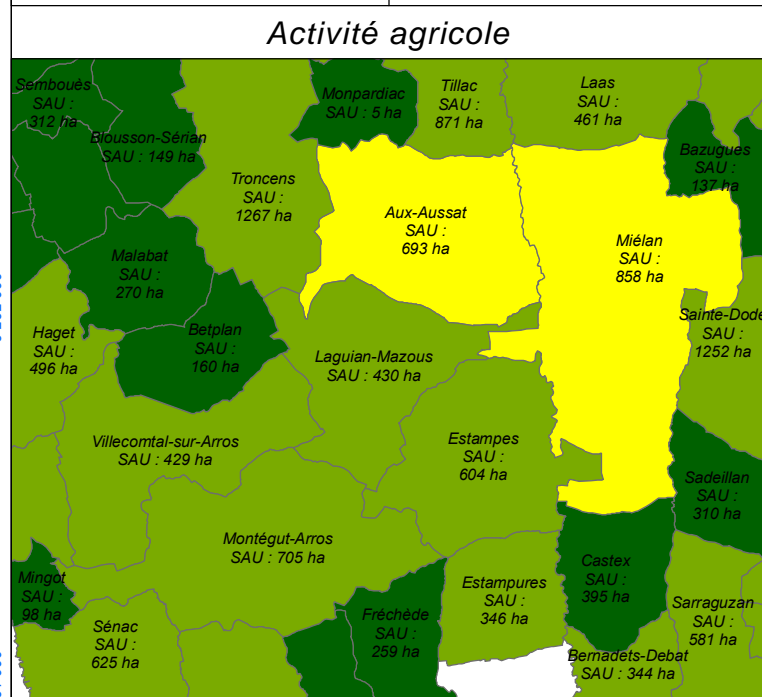 Activité agricole
Sembouès
SAU :
312 ha
Blousson-Sérian
SAU : 149 ha
Monpardiac
SAU : 5 ha
Tillac
SAU :
871 ha
Laas
SAU :
461 ha
Bazugues
SAU :
137 ha
Troncens
SAU :
1267 ha
Aux-Aussat
SAU :
693 ha
Miélan
SAU :
858 ha
Malabat
SAU :
270 ha
Haget
SAU :
496 ha
Betplan
SAU :
160 ha
Laguian-Mazous
SAU : 430 ha
Sainte-Dode
SAU :
1252 ha
Villecomtal-sur-Arros
SAU : 429 ha
Estampes
SAU :
604 ha
Sadeillan
SAU :
310 ha
Montégut-Arros
SAU : 705 ha
Mingot
SAU :
98 ha
Sénac
SAU :
625 ha
Fréchède
SAU :
259 ha
Estampures
SAU :
346 ha
Castex
SAU :
395 ha
Sarraguzan
SAU :
581 ha
Bernadets-Debat
SAU : 344 ha